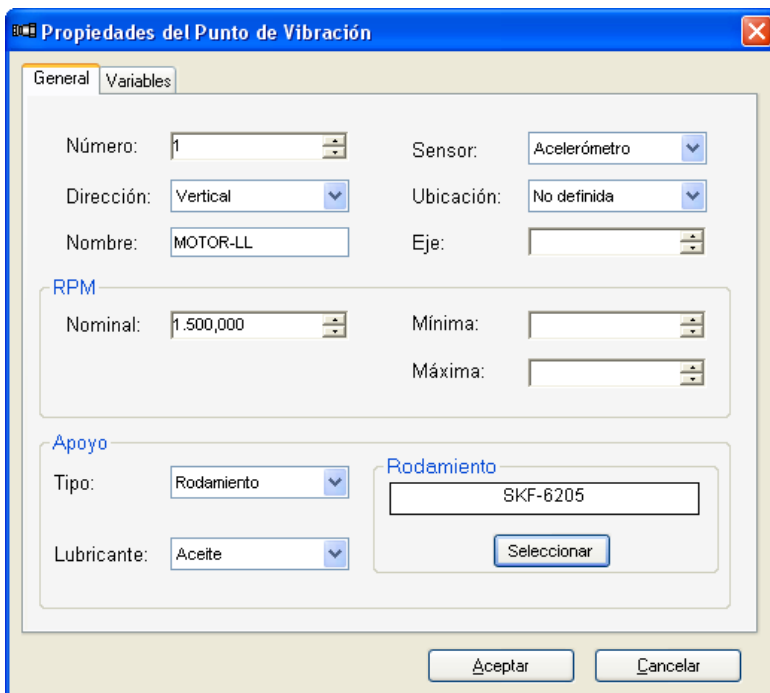 Propiedades del Punto de Vibración
General Variables
Número: 1 Sensor: Acelerómetro
Dirección: Vertical Ubicación: No definida
Nombre: MOTOR-LL Eje:
RPM
Nominal: 1.500,000 Mínima:
Máxima:
Apoyo
Tipo: Rodamiento
Rodamiento
SKF-6205
Lubricante: Aceite
Seleccionar
Aceptar Cancelar